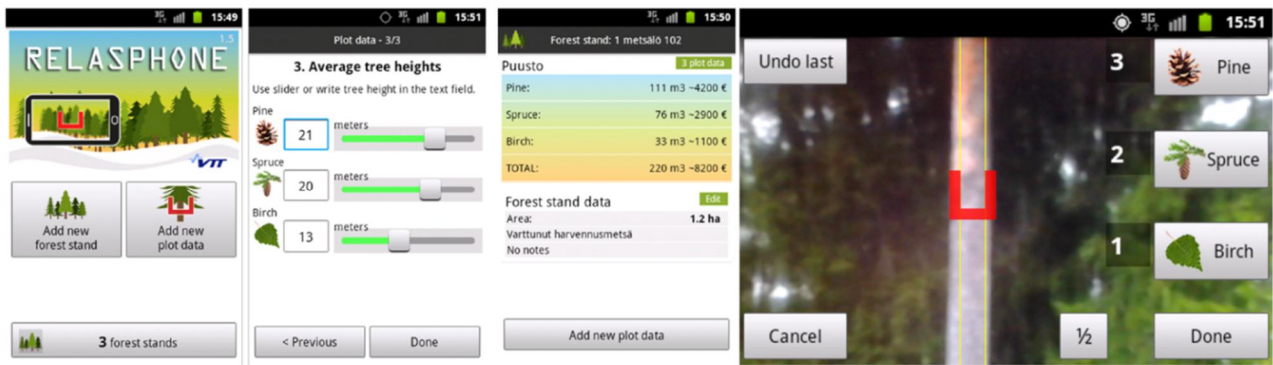 3G 15:49
1.5
RELASPHONE
VTT
Add new
forest stand
Add new
plot data
3 forest stands
3G 15:51
Plot data - 3/3
3. Average tree heights
Use slider or write tree height in the text field.
Pine
21 meters
Spruce
20 meters
Birch
13 meters
< Previous
Done
3G 15:50
Forest stand: 1 metsälö 102
Puusto 3 plot data
Pine: 111 m3 ~4200 €
Spruce: 76 m3 ~2900 €
Birch: 33 m3 ~1100 €
TOTAL: 220 m3 ~8200 €
Forest stand data Edit
Area: 1.2 ha
Varttunut harvennusmetsä
No notes
Add new plot data
3G 15:51
Undo last
3 Pine
2 Spruce
1 Birch
Cancel
½
Done